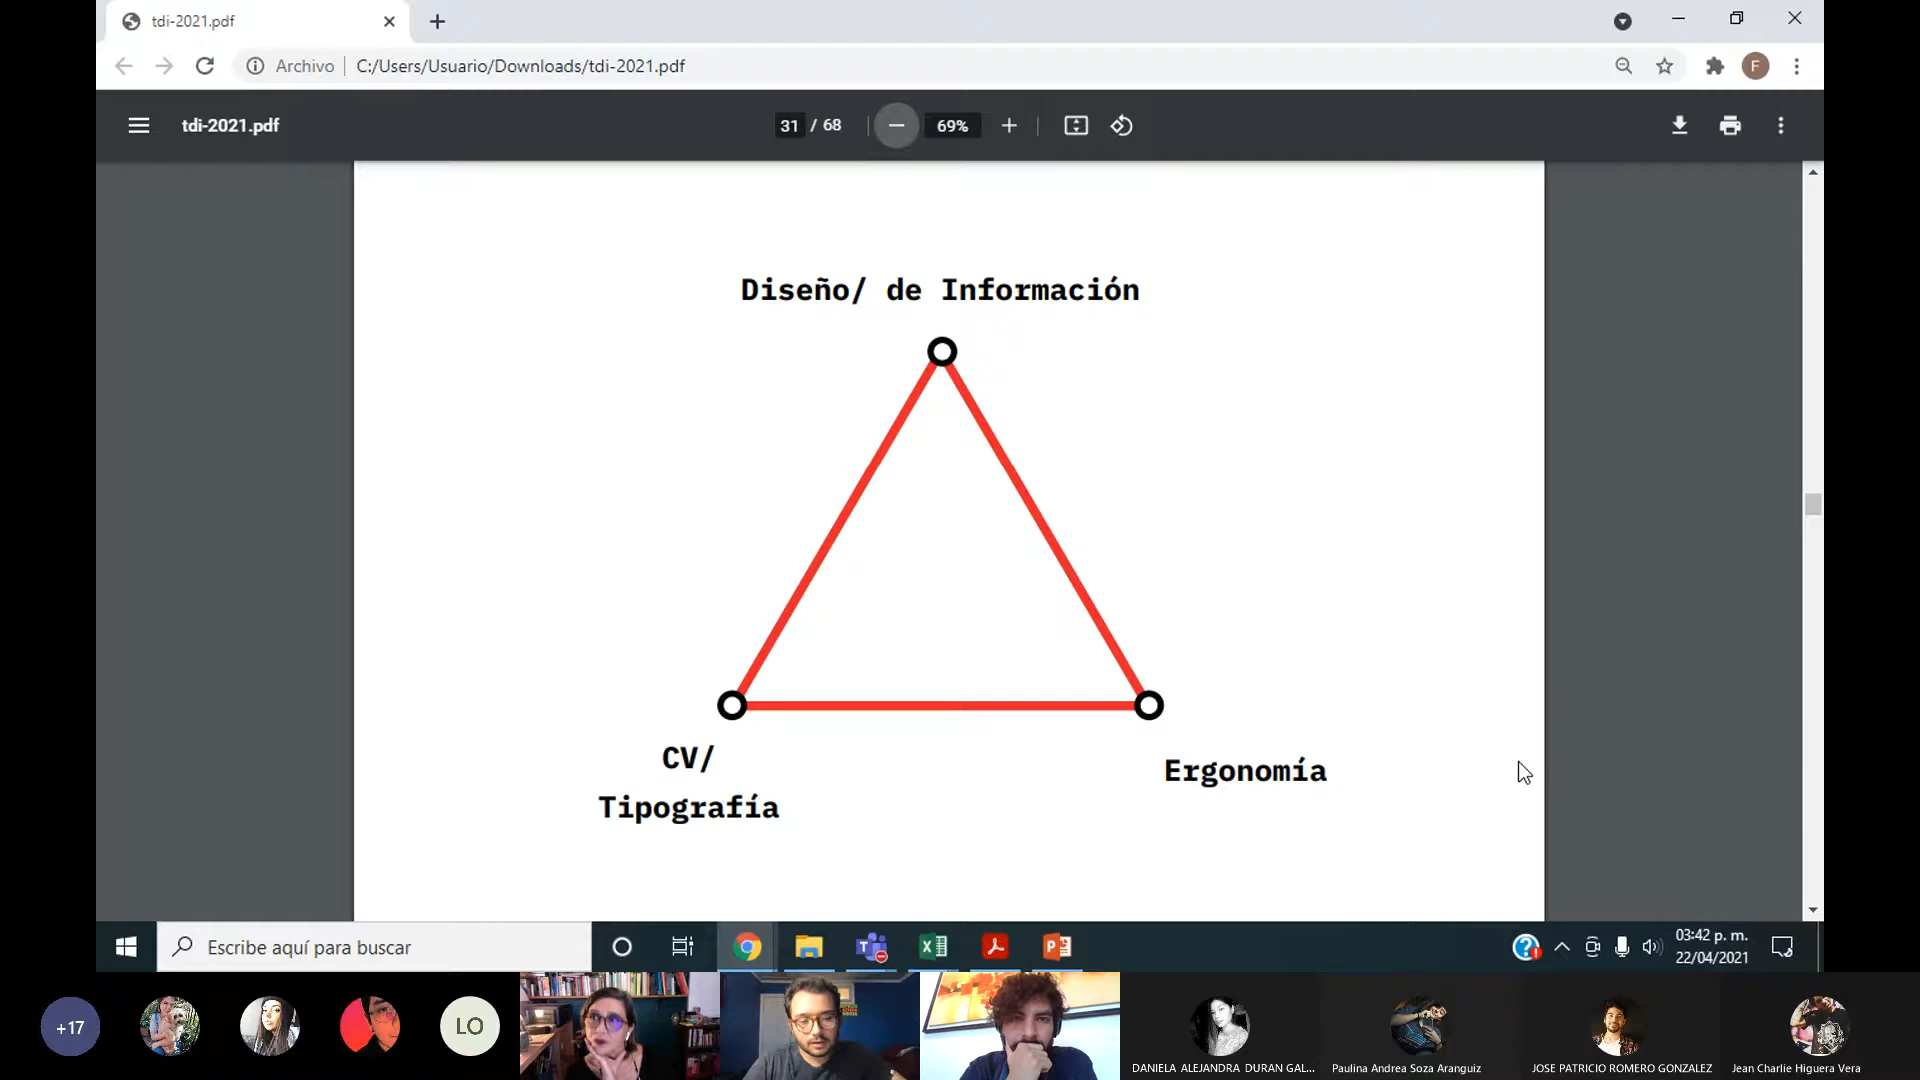 tdi-2021.pdf
Archivo
C:/Users/Usuario/Downloads/tdi-2021.pdf
F
tdi-2021.pdf
31 / 68
69%
Diseño/ de Información
CV/
Tipografía
Ergonomía
Escribe aquí para buscar
03:42 p. m.
22/04/2021
+17
LO
DANIELA ALEJANDRA DURAN GAL...
Paulina Andrea Soza Aranguiz
JOSE PATRICIO ROMERO GONZALEZ
Jean Charlie Higuera Vera